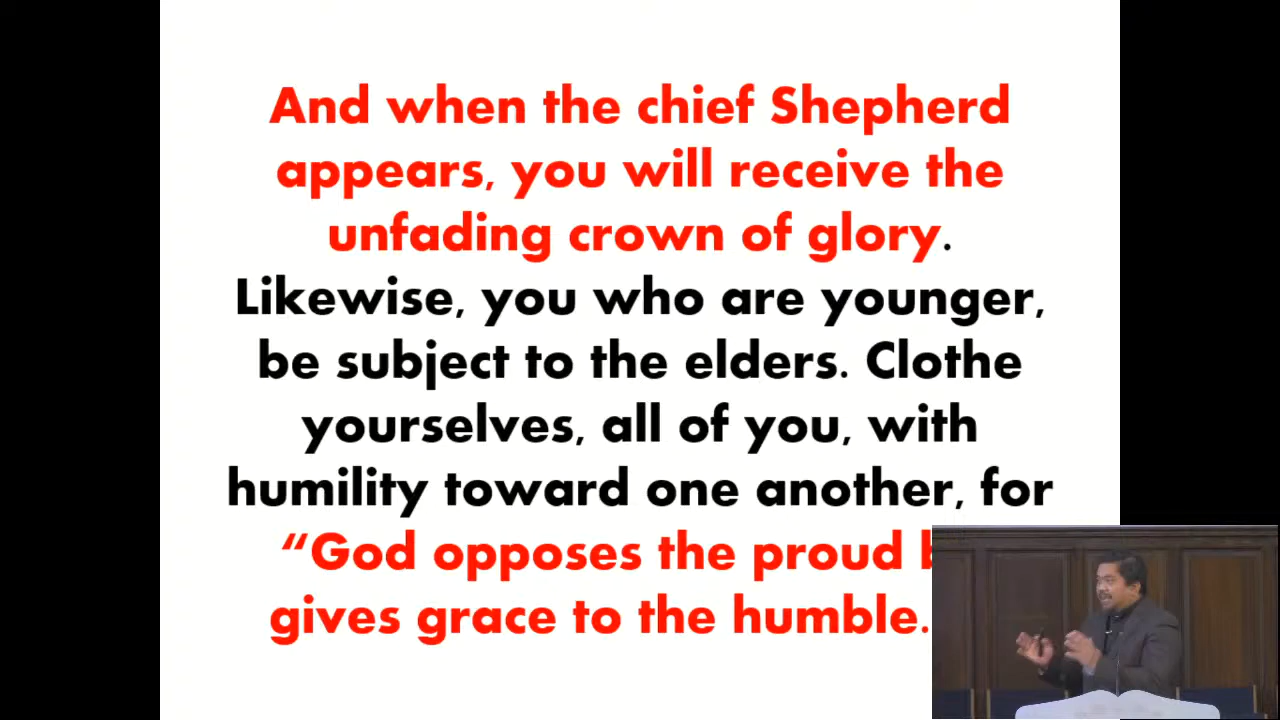 And when the chief Shepherd
appears, you will receive the
unfading crown of glory.
Likewise, you who are younger,
be subject to the elders. Clothe
yourselves, all of you, with
humility toward one another, for
“God opposes the proud
gives grace to the humble.